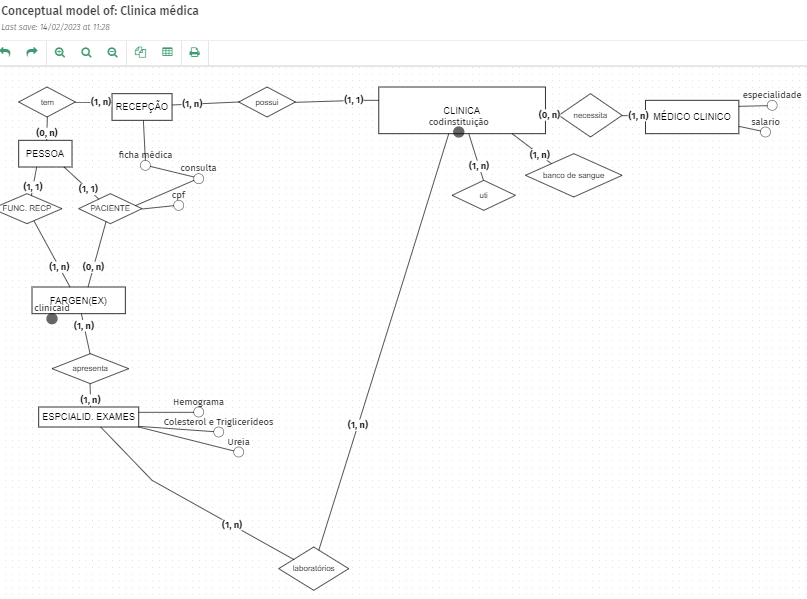 Conceptual model of: Clinica médica
Last save: 14/02/2023 at 11:28
tem
(1, n)
RECEPÇÃO
(1, n)
possui
(1, 1)
CLINICA
codinstituição
(0, n)
necessita
(1, n)
MÉDICO CLINICO
especialidade
salario
(0, n)
PESSOA
ficha médica
consulta
cpf
(1, n)
uti
(1, n)
banco de sangue
(1, 1)
(1, 1)
FUNC. RECP
PACIENTE
(1, n)
(0, n)
FARGEN(EX)
clinicaid
(1, n)
apresenta
(1, n)
ESPCIALID. EXAMES
Hemograma
Colesterol e Triglicerídeos
Ureia
(1, n)
(1, n)
laboratórios